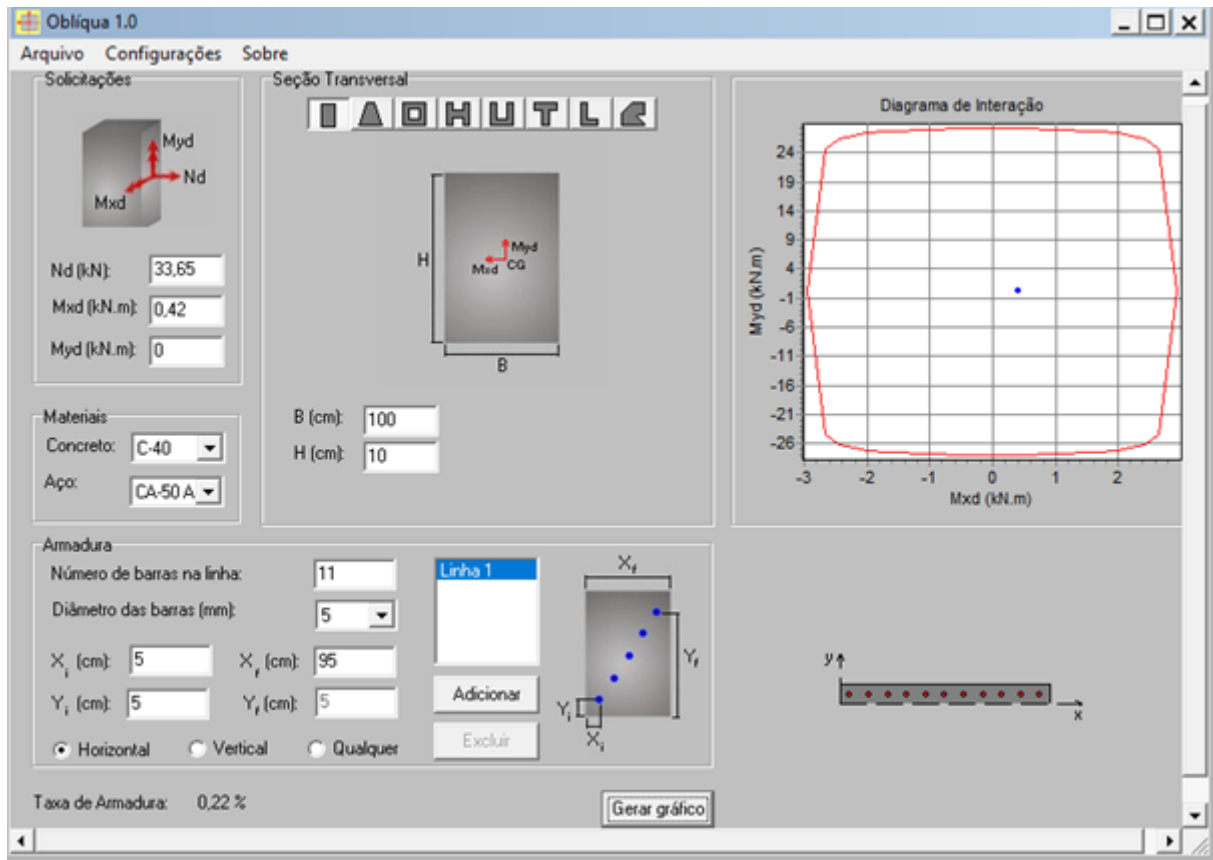 Oblíqua 1.0
Arquivo Configurações Sobre
Solicitações
Myd
Nd
Mxd
Nd (kN): 33,65
Mxd (kN.m): 0,42
Myd (kN.m): 0
Materiais
Concreto: C-40
Aço: CA-50 A
Seção Transversal
H
Myd
Mxd CG
B
B (cm): 100
H (cm): 10
Diagrama de Interação
Myd (kN.m)
24
19
14
9
4
-1
-6
-11
-16
-21
-26
-3 -2 -1 0 1 2
Mxd (kN.m)
Armadura
Número de barras na linha: 11
Diâmetro das barras (mm): 5
Xi (cm): 5 Xf (cm): 95
Yi (cm): 5 Yf (cm): 5
Horizontal Vertical Qualquer
Linha 1
Adicionar
Excluir
Xf
Yf
Yi
Xi
y
x
Taxa de Armadura: 0,22 %
Gerar gráfico